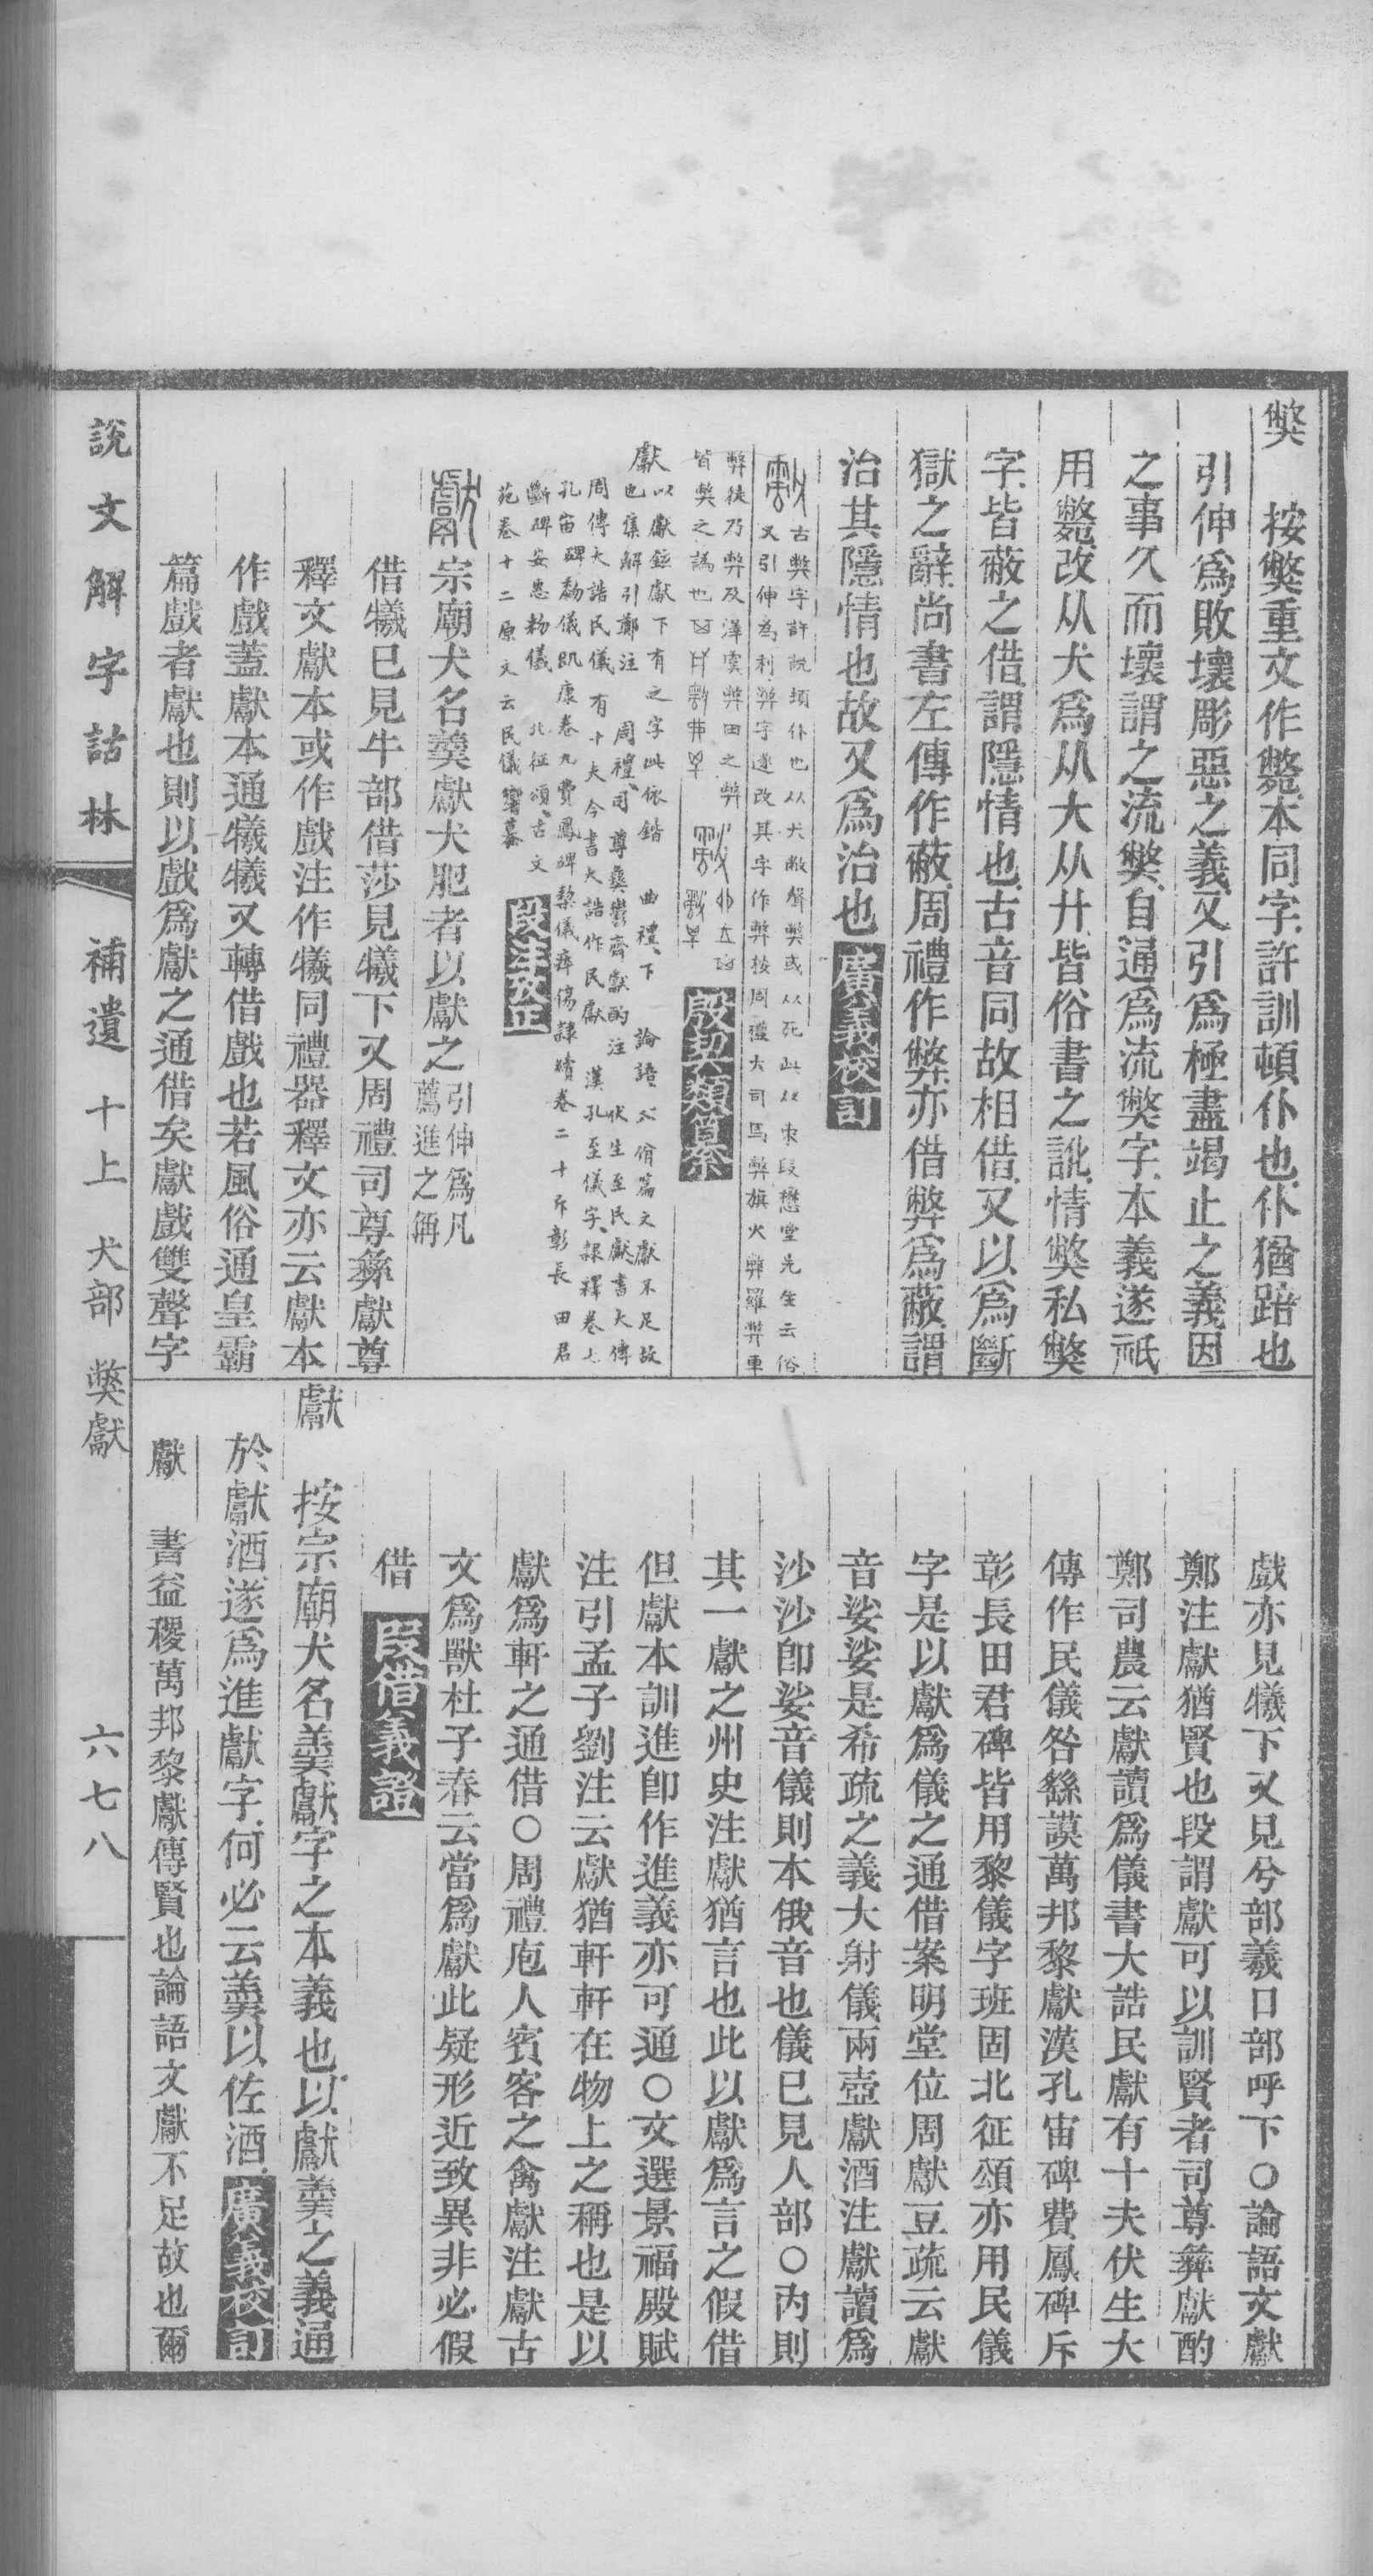 獘
按獘重文作斃本同字許訓頓仆也仆猶踣也
引伸爲敗壞彫惡之義又引爲極盡竭止之義因
之事久而壞謂之流獘自通爲流獘字本義遂祇
用斃改从犬爲从大从廾皆俗書之訛情獘私獘
字皆蔽之借謂隱情也古音同故相借又以爲斷
獄之辭尚書左傳作蔽周禮作弊亦借弊爲蔽謂
治其隱情也故又爲治也 廣義校訂
古獘字許說頓仆也从犬敝聲獘或从死此从
段懋堂先生云俗
又引伸爲利弊字遂改其字作弊按周禮大司馬弊旗火弊羅弊車
弊徒乃弊及澤虞弊田之弊
皆獘之譌也
殷契類纂
獻
以獻鉉獻下有之字此依鍇 曲禮下 論語八佾篇文獻不足故
也集解引鄭注 周禮司尊彝鬱齊獻酌注 伏生至民獻書大傳
周傳大誥民儀有十夫今書大誥作民獻 漢孔至儀字隸釋卷七
孔宙碑 卷九費鳳碑黎儀瘁傷隸續卷二十斥彰長田君
斷碑安惠黎儀 北征頌古文
苑卷十二原文云民儀響慕 段注攷正
宗廟犬名羹獻犬肥者以獻之
引伸爲凡
薦進之稱
借犧已見牛部借莎見犧下又周禮司尊彝獻尊
釋文獻本或作戲注作犧同禮器釋文亦云獻本
作戲蓋獻本通犧犧又轉借戲也若風俗通皇霸
篇戲者獻也則以戲爲獻之通借矣獻戲雙聲字
戲亦見犧下又見兮部羲口部呼下○論語文獻
鄭注獻猶賢也段謂獻可以訓賢者司尊彝獻酌
鄭司農云獻讀爲儀書大誥民獻有十夫伏生大
傳作民儀咎繇謨萬邦黎獻漢孔宙碑費鳳碑斥
彰長田君碑皆用黎儀字班固北征頌亦用民儀
字是以獻爲儀之通借案明堂位周獻豆疏云獻
音娑娑是希疏之義大射儀兩壺獻酒注獻讀爲
沙沙卽娑音儀則本俄音也儀已見人部○內則
其一獻之州史注獻猶言也此以獻爲言之假借
但獻本訓進卽作進義亦可通○文選景福殿賦
注引孟子劉注云獻猶軒軒在物上之稱也是以
獻爲軒之通借○周禮庖人賓客之禽獻注獻古
文爲獸杜子春云當爲獻此疑形近致異非必假
借 段借義證
獻
按宗廟犬名羹獻字之本義也以獻羹之義通
於獻酒遂爲進獻字何必云羹以佐酒 廣義校訂
獻
書益稷萬邦黎獻傳賢也論語文獻不足故也爾
說文解字詁林 補遺 十上 犬部 獘獻 六七八